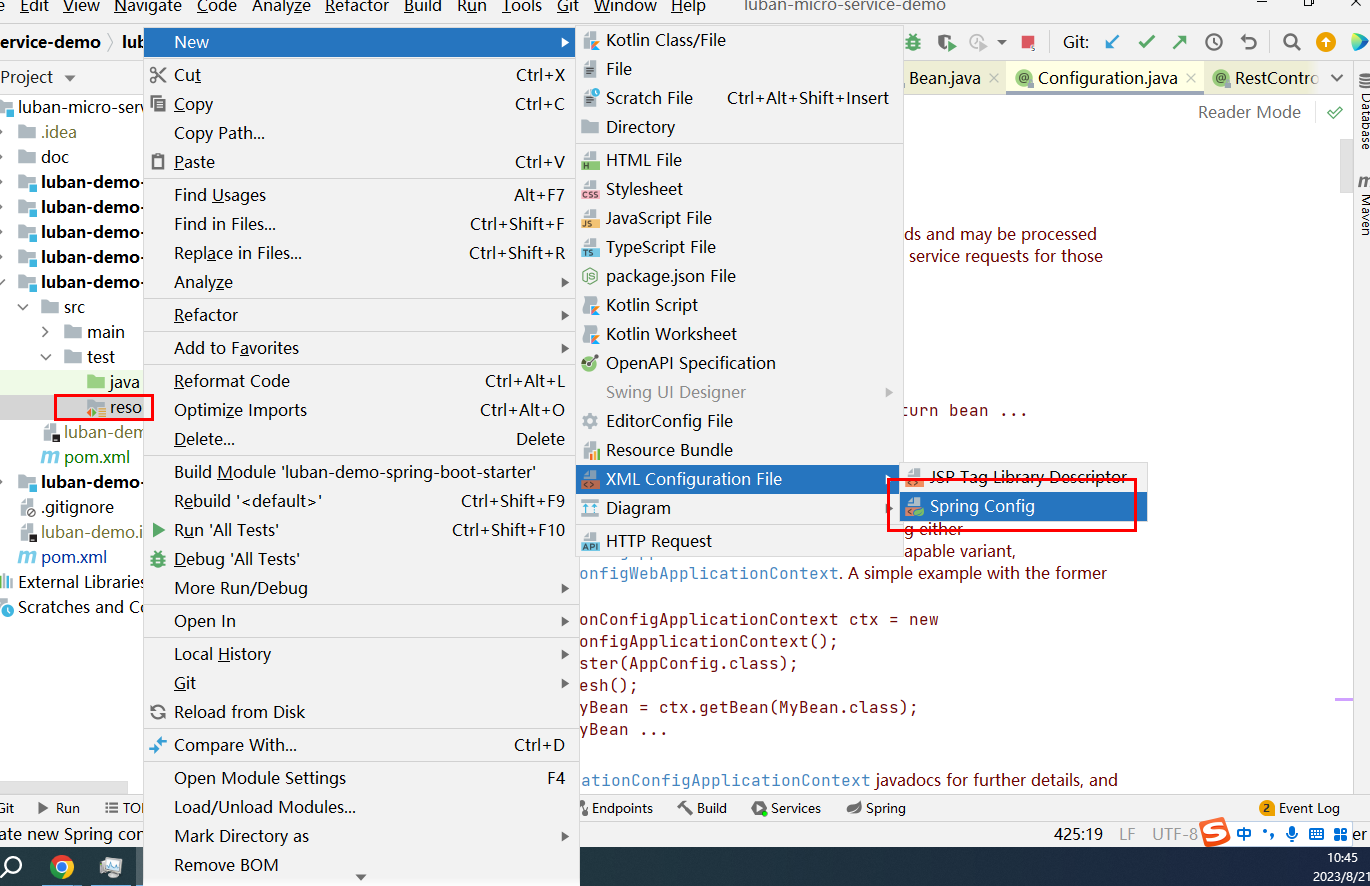 Edit View Navigate Code Analyze Refactor Build Run Tools Git Window Help luban-micro-service-demo
ervice-demo lub
Git:
Project
Bean.java Configuration.java RestContro
Reader Mode
Database
Maven
luban-micro-serv
.idea
doc
luban-demo-
luban-demo-
luban-demo-
luban-demo-
luban-demo-
src
main
test
java
reso
luban-dem
pom.xml
luban-demo-
.gitignore
luban-demo.i
pom.xml
External Libraries
Scratches and Co
New
Cut Ctrl+X
Copy Ctrl+C
Copy Path...
Paste Ctrl+V
Find Usages Alt+F7
Find in Files... Ctrl+Shift+F
Replace in Files... Ctrl+Shift+R
Analyze
Refactor
Add to Favorites
Reformat Code Ctrl+Alt+L
Optimize Imports Ctrl+Alt+O
Delete... Delete
Build Module 'luban-demo-spring-boot-starter'
Rebuild '<default>' Ctrl+Shift+F9
Run 'All Tests' Ctrl+Shift+F10
Debug 'All Tests'
More Run/Debug
Open In
Local History
Git
Reload from Disk
Compare With... Ctrl+D
Open Module Settings F4
Load/Unload Modules...
Mark Directory as
Remove BOM
Kotlin Class/File
File
Scratch File Ctrl+Alt+Shift+Insert
Directory
HTML File
Stylesheet
JavaScript File
TypeScript File
package.json File
Kotlin Script
Kotlin Worksheet
OpenAPI Specification
Swing UI Designer
EditorConfig File
Resource Bundle
XML Configuration File
Diagram
HTTP Request
JSP Tag Library Descriptor
Spring Config
ds and may be processed
service requests for those
turn bean ...
g either
apable variant,
onfigWebApplicationContext. A simple example with the former
onConfigApplicationContext ctx = new
onfigApplicationContext();
ster(AppConfig.class);
esh();
yBean = ctx.getBean(MyBean.class);
yBean ...
ationConfigApplicationContext javadocs for further details, and
Git Run TO Endpoints Build Services Spring 2 Event Log
ate new Spring con 425:19 LF UTF-8 中 er
10:45
2023/8/21